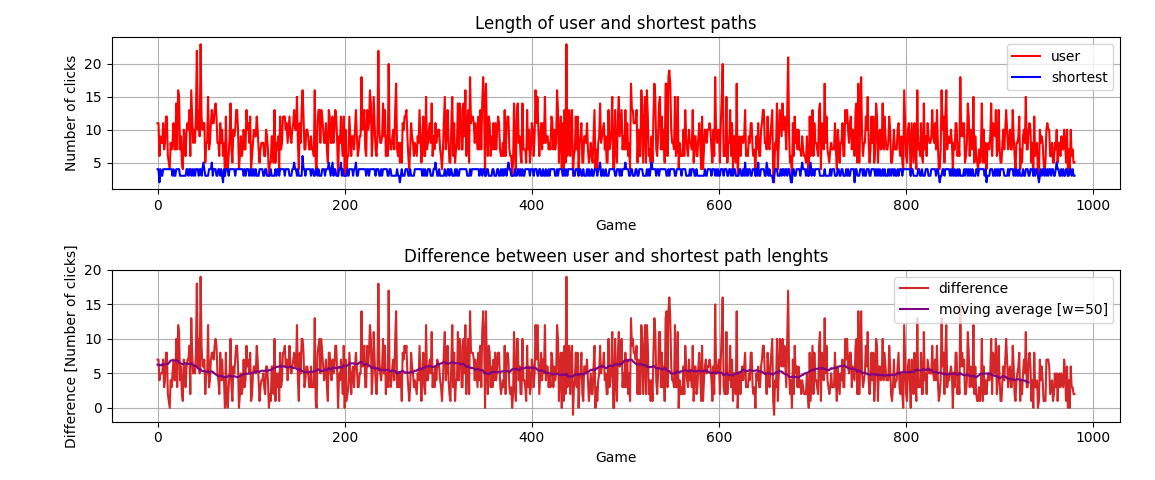 Length of user and shortest paths
Number of clicks
20
15
10
5
user
shortest
0
200
400
600
800
1000
Game
Difference between user and shortest path lenghts
Difference [Number of clicks]
20
15
10
5
0
difference
moving average [w=50]
0
200
400
600
800
1000
Game